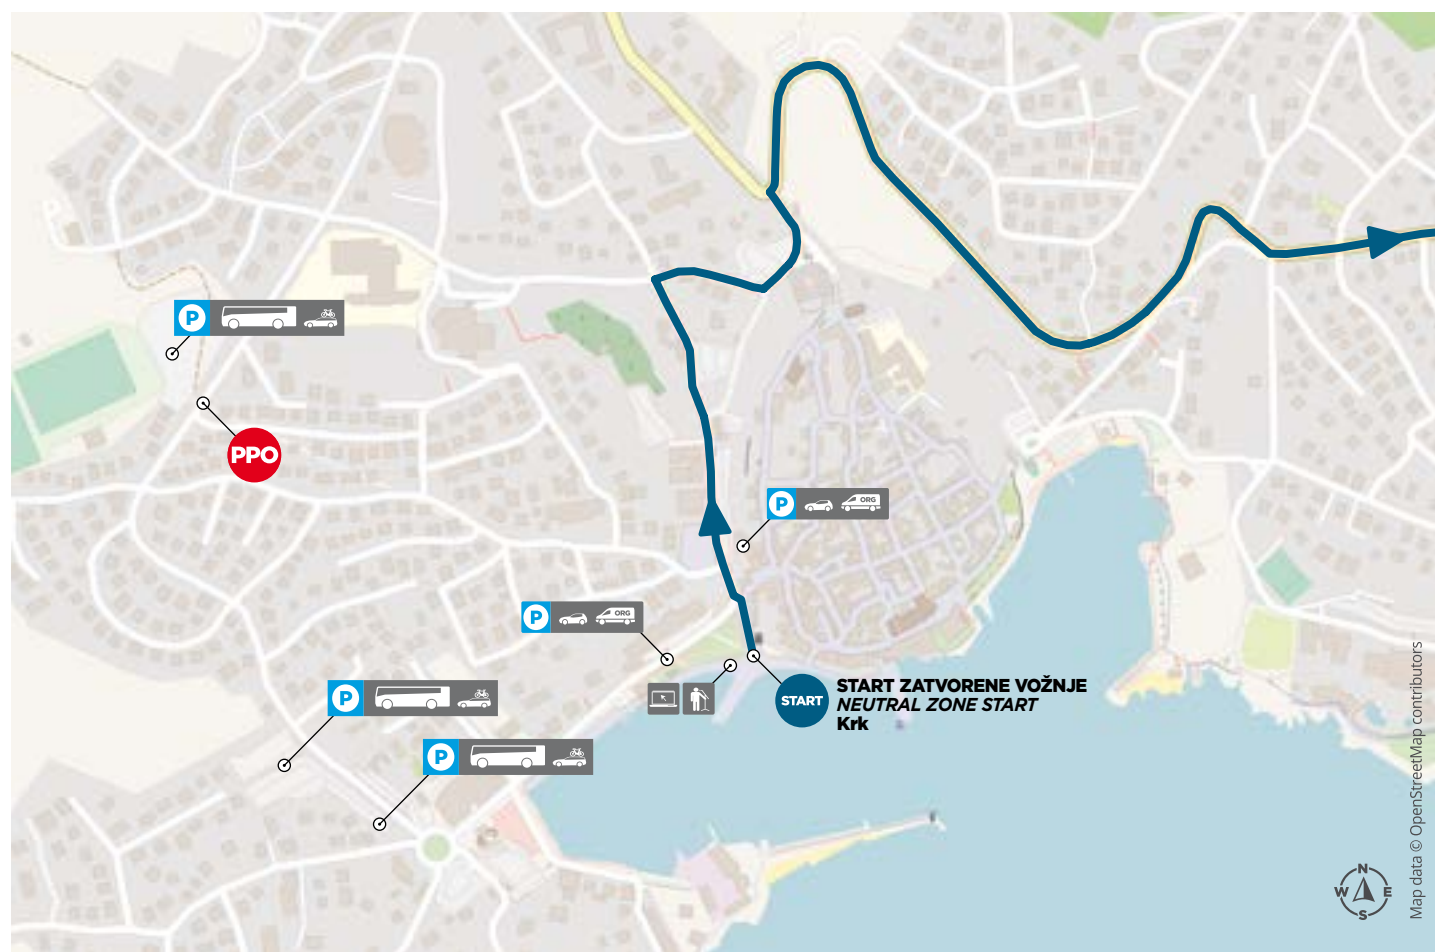 P
PPO
P
ORG
P
ORG
P
P
START
START ZATVORENE VOŽNJE
NEUTRAL ZONE START
Krk
N
W
E
S
Map data © OpenStreetMap contributors